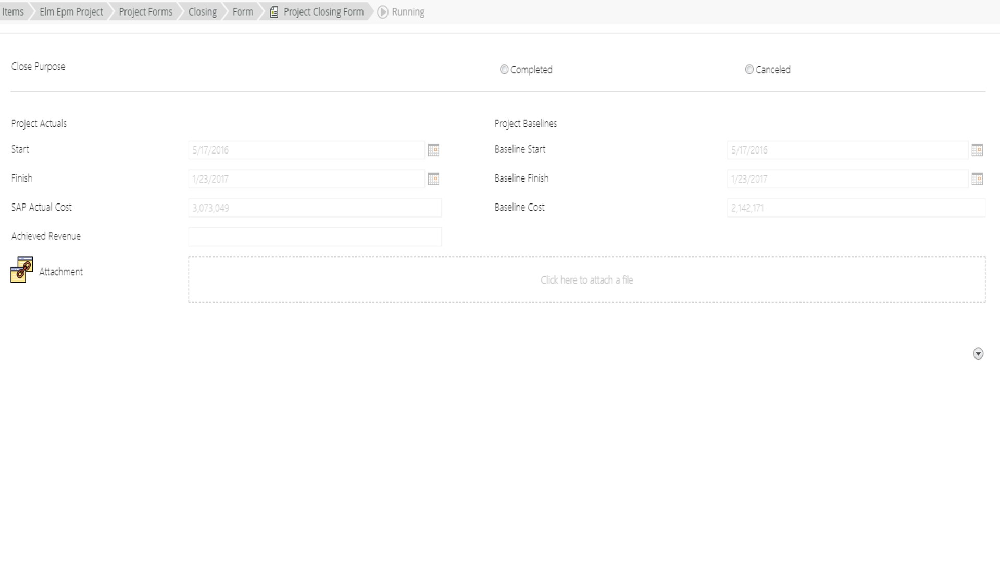 Items Elm Epm Project Project Forms Closing Form Project Closing Form Running
Close Purpose Completed Canceled
Project Actuals Project Baselines
Start 5/17/2016 Baseline Start 5/17/2016
Finish 1/23/2017 Baseline Finish 1/23/2017
SAP Actual Cost 3,073,049 Baseline Cost 2,142,171
Achieved Revenue
Attachment Click here to attach a file